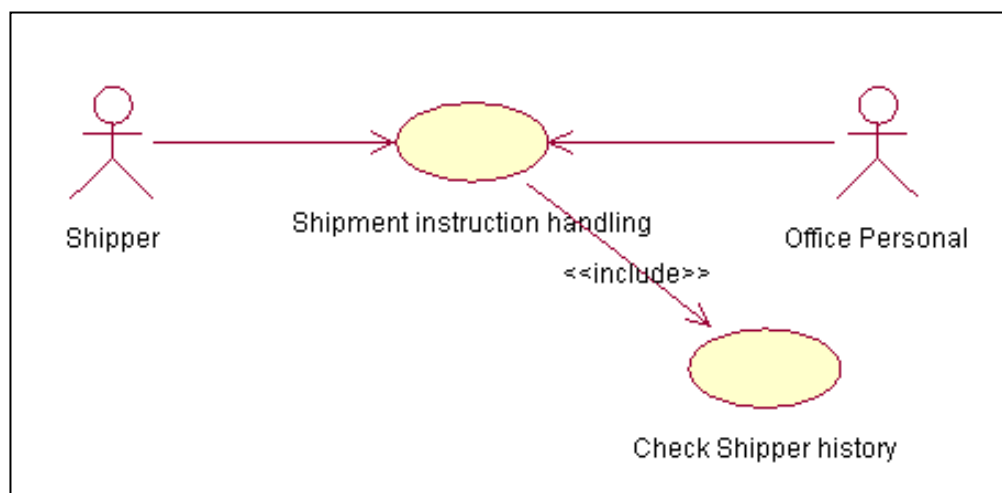 Shipper
Shipment instruction handling
Office Personal
<<include>>
Check Shipper history